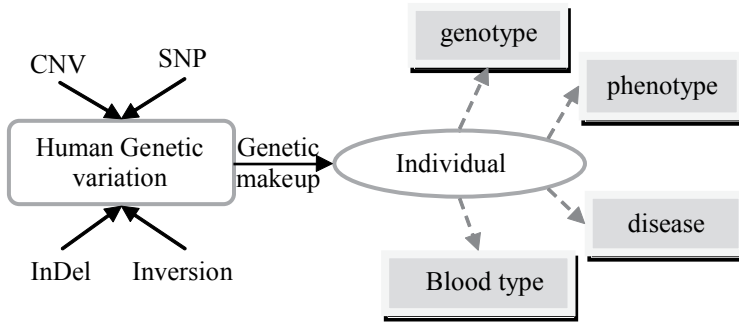 genotype
CNV
SNP
phenotype
Human Genetic
variation
Genetic
makeup
Individual
disease
InDel
Inversion
Blood type